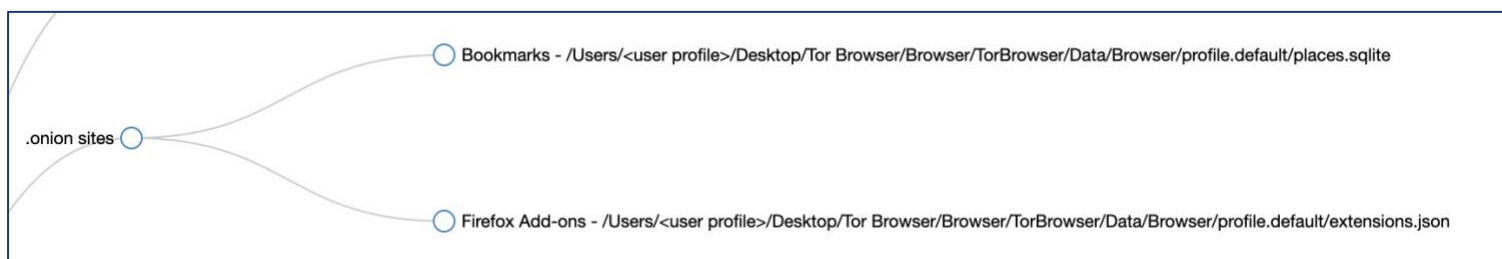 Bookmarks - /Users/<user profile>/Desktop/Tor Browser/Browser/TorBrowser/Data/Browser/profile.default/places.sqlite
.onion sites
Firefox Add-ons - /Users/<user profile>/Desktop/Tor Browser/Browser/TorBrowser/Data/Browser/profile.default/extensions.json